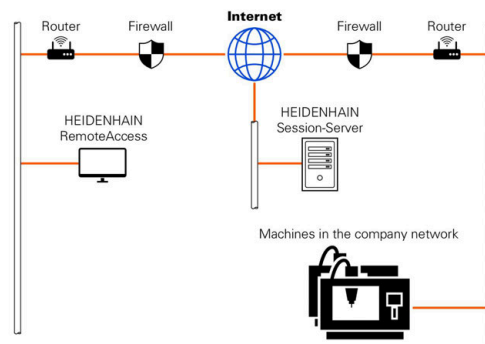 Router
Firewall
Internet
Firewall
Router
HEIDENHAIN
RemoteAccess
HEIDENHAIN
Session-Server
Machines in the company network